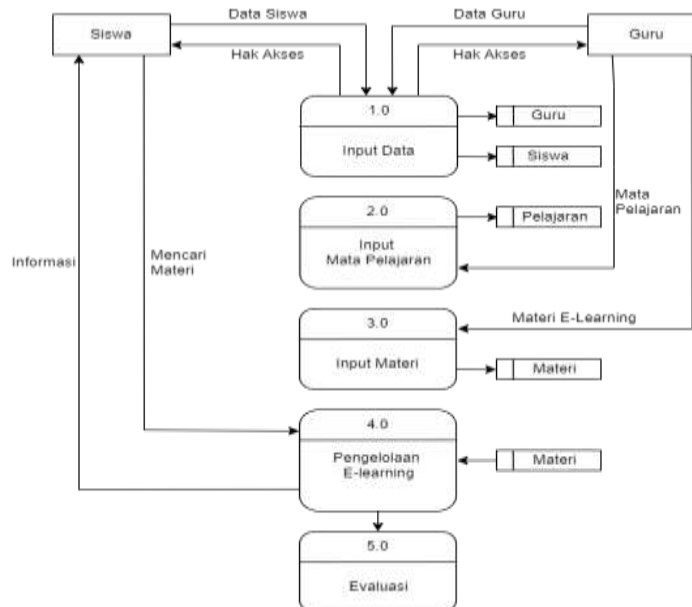 Data Siswa
Data Guru
Siswa
Guru
Hak Akses
Hak Akses
1.0
Guru
Input Data
Siswa
Mata
Pelajaran
2.0
Pelajaran
Input
Mata Pelajaran
Informasi
Mencari
Materi
3.0
Materi E-Learning
Input Materi
Materi
4.0
Pengelolaan
E-learning
Materi
5.0
Evaluasi